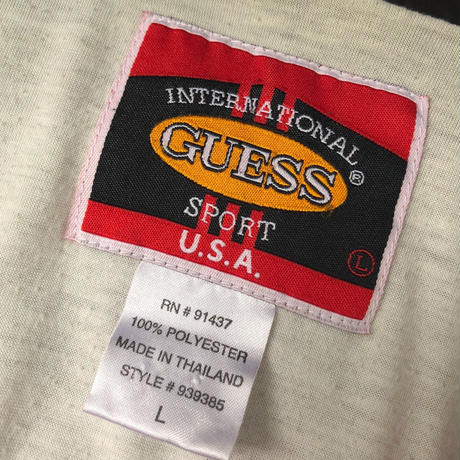 INTERNATIONAL
GUESS®
SPORT
U.S.A.
L
RN # 91437
100% POLYESTER
MADE IN THAILAND
STYLE # 939385
L